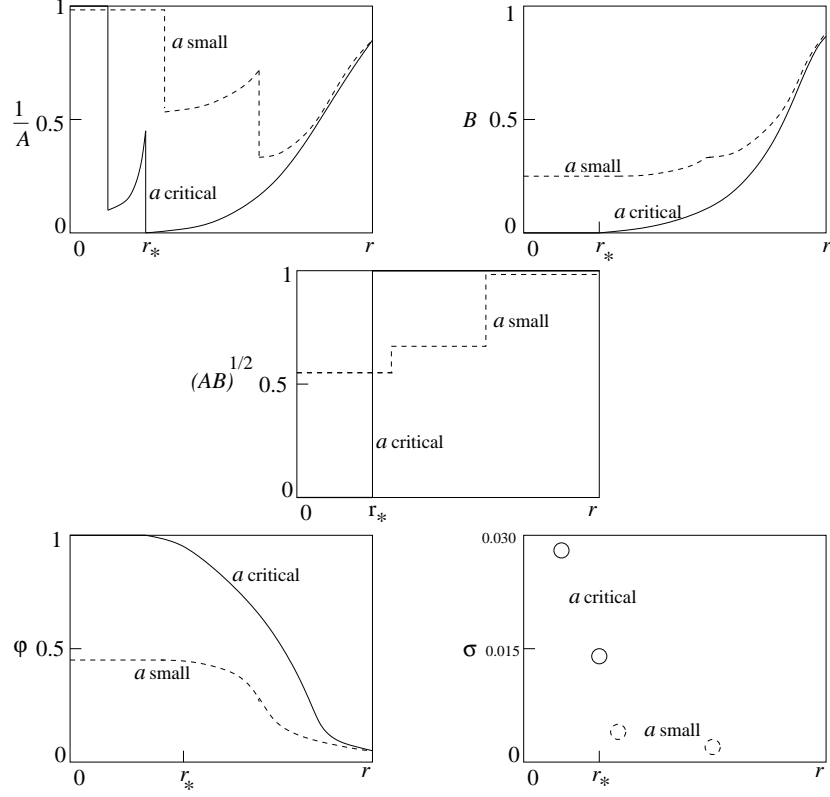 1
a small
1
A
0.5
a critical
0
0
r*
r
1
B
0.5
a small
a critical
0
0
r*
r
1
a small
(AB)^1/2
0.5
a critical
0
0
r*
r
1
a critical
φ
0.5
a small
0
0
r*
r
0.030
a critical
σ
0.015
a small
0
0
r*
r